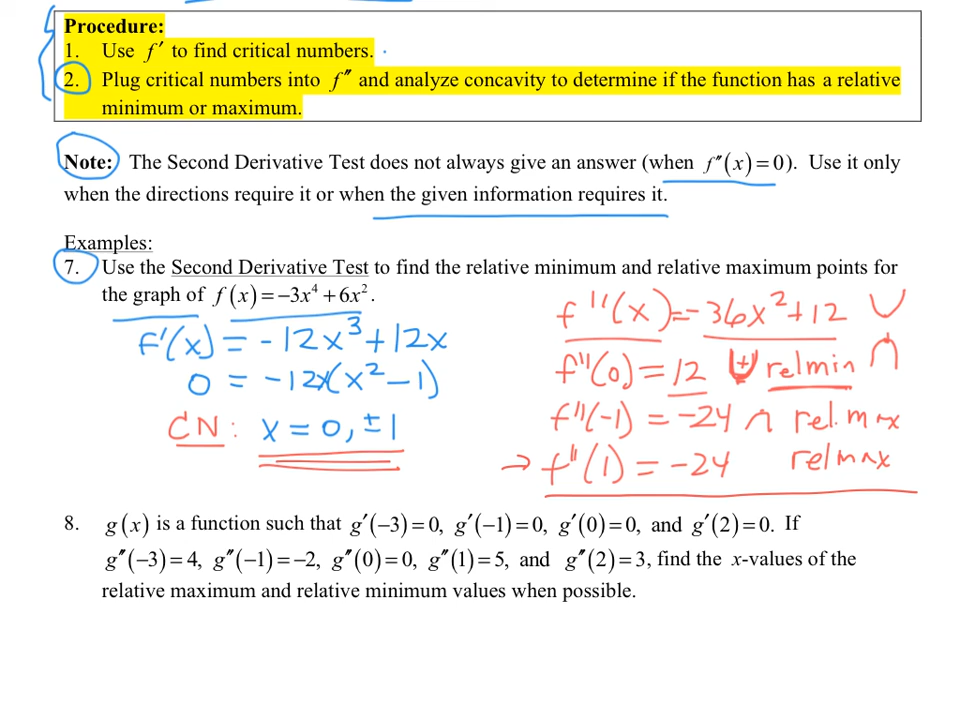 Procedure:
1. Use f′ to find critical numbers.
2. Plug critical numbers into f″ and analyze concavity to determine if the function has a relative
minimum or maximum.
Note: The Second Derivative Test does not always give an answer (when f″(x)=0). Use it only
when the directions require it or when the given information requires it.
Examples:
7. Use the Second Derivative Test to find the relative minimum and relative maximum points for
the graph of f(x)=−3x⁴+6x².
f'(x) = -12x³+12x
0 = -12x(x²-1)
CN: x = 0, ±1
f''(x)=-36x²+12
f''(0)=12 + relmin
f''(-1) = -24 rel. max
→ f''(1) = -24 relmax
8. g(x) is a function such that g′(−3)=0, g′(−1)=0, g′(0)=0, and g′(2)=0. If
g″(−3)=4, g″(−1)=−2, g″(0)=0, g″(1)=5, and g″(2)=3, find the x-values of the
relative maximum and relative minimum values when possible.